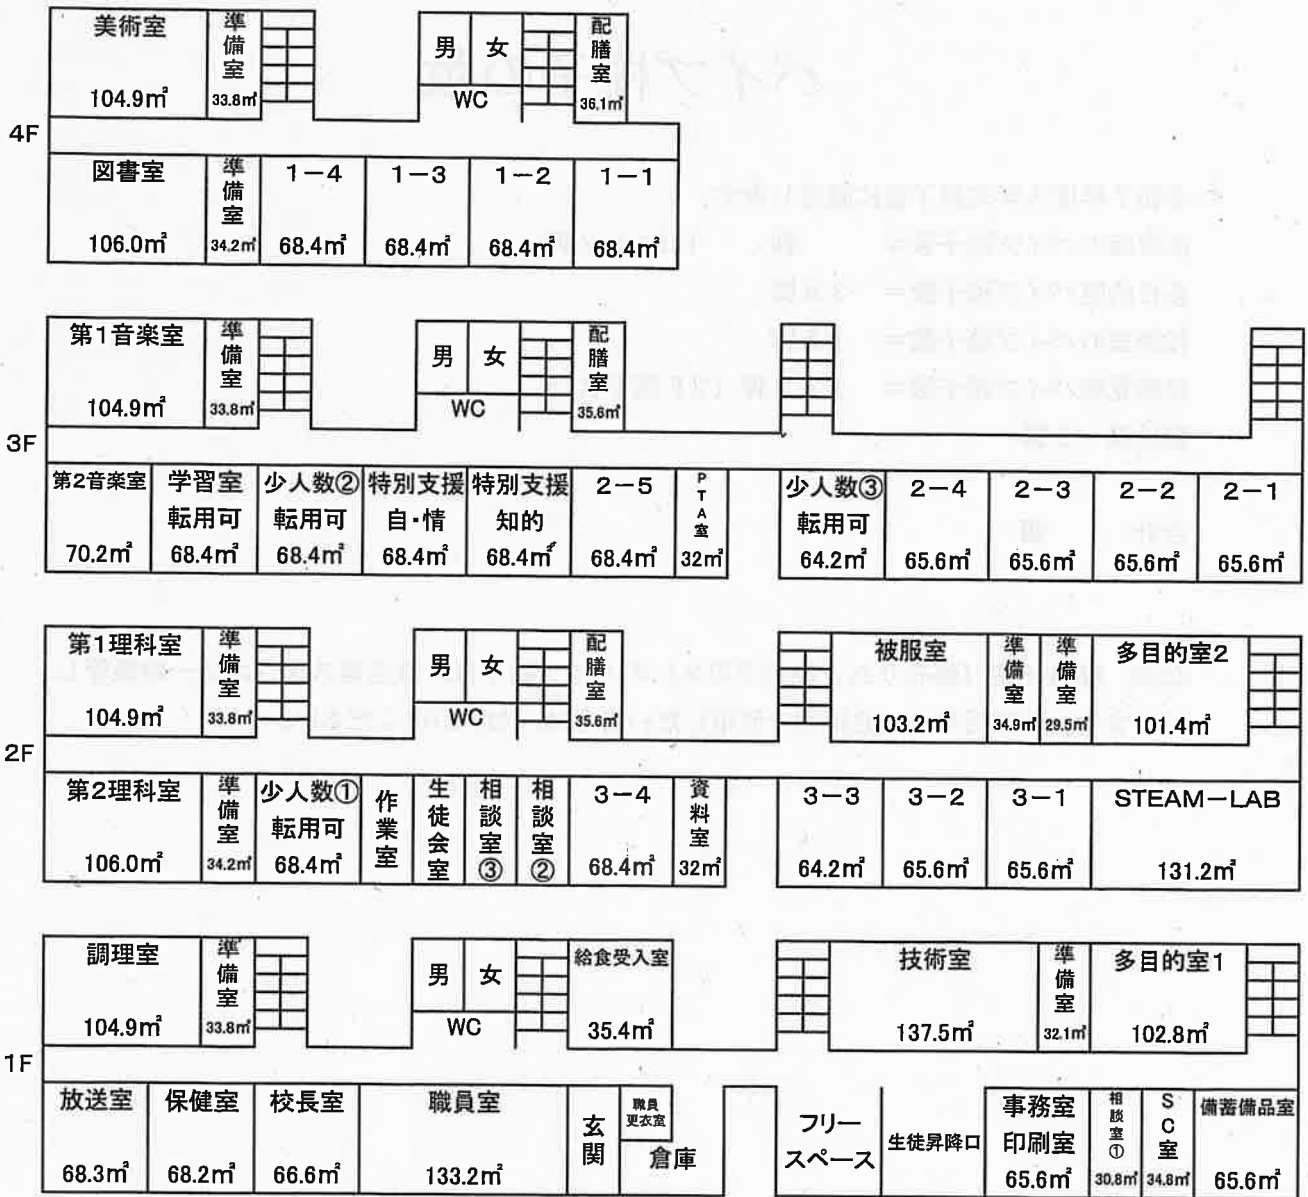 美術室
104.9㎡
準備室
33.8㎡
男
女
WC
配膳室
36.1㎡
4F
図書室
106.0㎡
準備室
34.2㎡
1-4
68.4㎡
1-3
68.4㎡
1-2
68.4㎡
1-1
68.4㎡
第1音楽室
104.9㎡
準備室
33.8㎡
男
女
WC
配膳室
35.6㎡
3F
第2音楽室
70.2㎡
学習室
転用可
68.4㎡
少人数②
転用可
68.4㎡
特別支援
自・情
68.4㎡
特別支援
知的
68.4㎡
2-5
68.4㎡
PTA室
32㎡
少人数③
転用可
64.2㎡
2-4
65.6㎡
2-3
65.6㎡
2-2
65.6㎡
2-1
65.6㎡
第1理科室
104.9㎡
準備室
33.8㎡
男
女
WC
配膳室
35.6㎡
被服室
103.2㎡
準備室
34.9㎡
準備室
29.5㎡
多目的室2
101.4㎡
2F
第2理科室
106.0㎡
準備室
34.2㎡
少人数①
転用可
68.4㎡
作業室
生徒会室
相談室③
相談室②
3-4
68.4㎡
資料室
32㎡
3-3
64.2㎡
3-2
65.6㎡
3-1
65.6㎡
STEAM-LAB
131.2㎡
調理室
104.9㎡
準備室
33.8㎡
男
女
WC
給食受入室
35.4㎡
技術室
137.5㎡
準備室
32.1㎡
多目的室1
102.8㎡
1F
放送室
68.3㎡
保健室
68.2㎡
校長室
66.6㎡
職員室
133.2㎡
玄関
職員
更衣室
倉庫
フリー
スペース
生徒昇降口
事務室
印刷室
65.6㎡
相談室①
30.8㎡
SC室
34.8㎡
備蓄備品室
65.6㎡